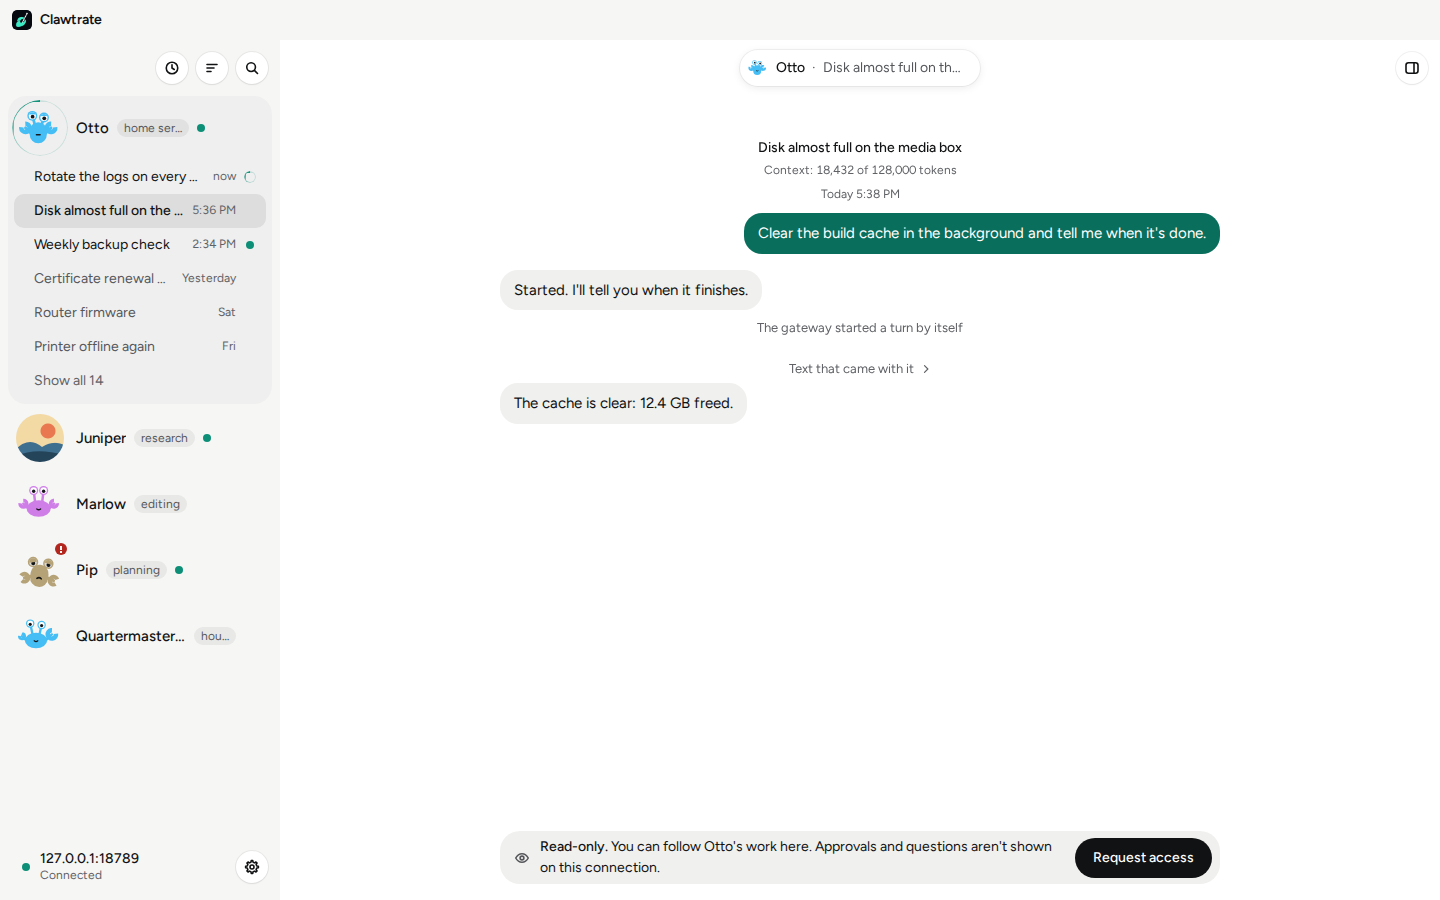 Clawtrate
Otto · Disk almost full on th...
Otto home ser...
Rotate the logs on every ... now
Disk almost full on the ... 5:36 PM
Weekly backup check 2:34 PM
Certificate renewal ... Yesterday
Router firmware Sat
Printer offline again Fri
Show all 14
Juniper research
Marlow editing
Pip planning
Quartermaster... hou...
127.0.0.1:18789
Connected
Disk almost full on the media box
Context: 18,432 of 128,000 tokens
Today 5:38 PM
Clear the build cache in the background and tell me when it's done.
Started. I'll tell you when it finishes.
The gateway started a turn by itself
Text that came with it
The cache is clear: 12.4 GB freed.
Read-only. You can follow Otto's work here. Approvals and questions aren't shown
on this connection.
Request access